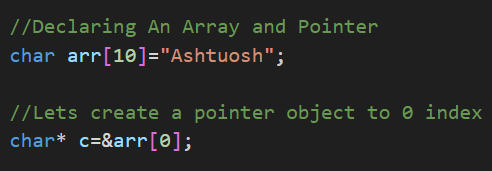 //Declaring An Array and Pointer
char arr[10]="Ashtuosh";
//Lets create a pointer object to 0 index
char* c=&arr[0];